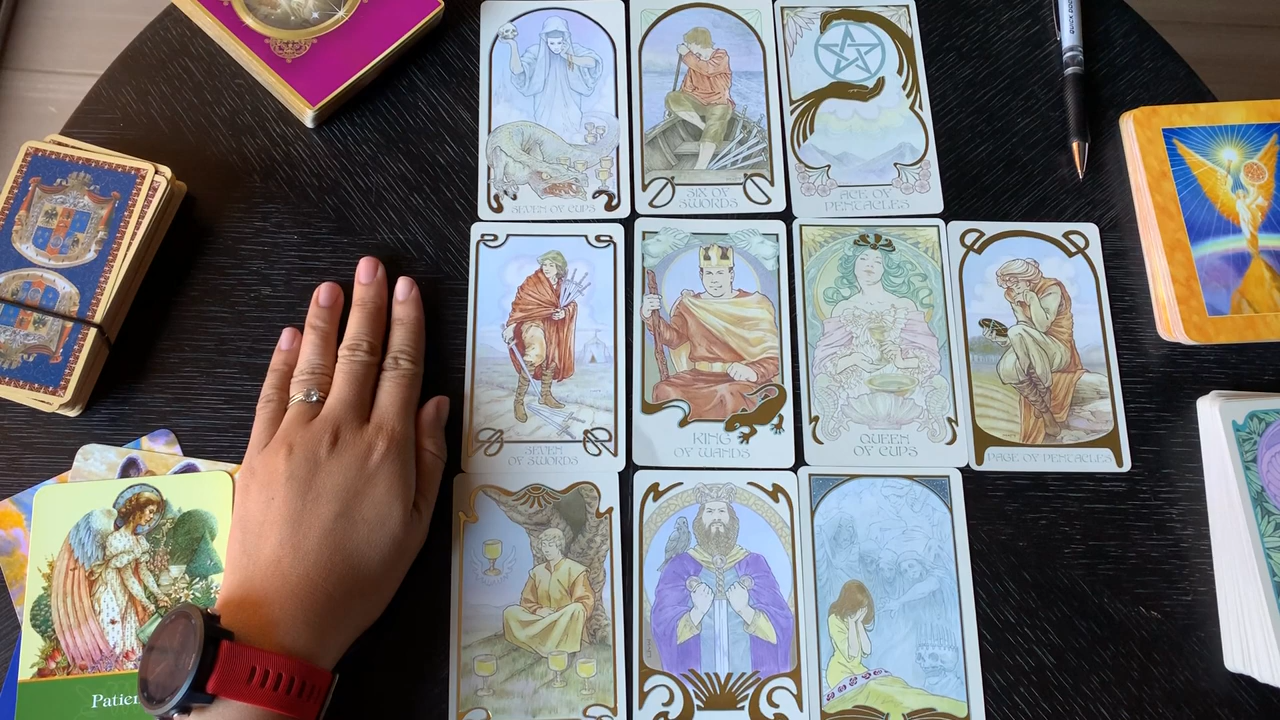 SEVEN OF CUPS
SIX OF
SWORDS
ACE OF
PENTACLES
SEVEN
OF SWORDS
KING
OF WANDS
QUEEN
OF CUPS
PAGE OF PENTACLES